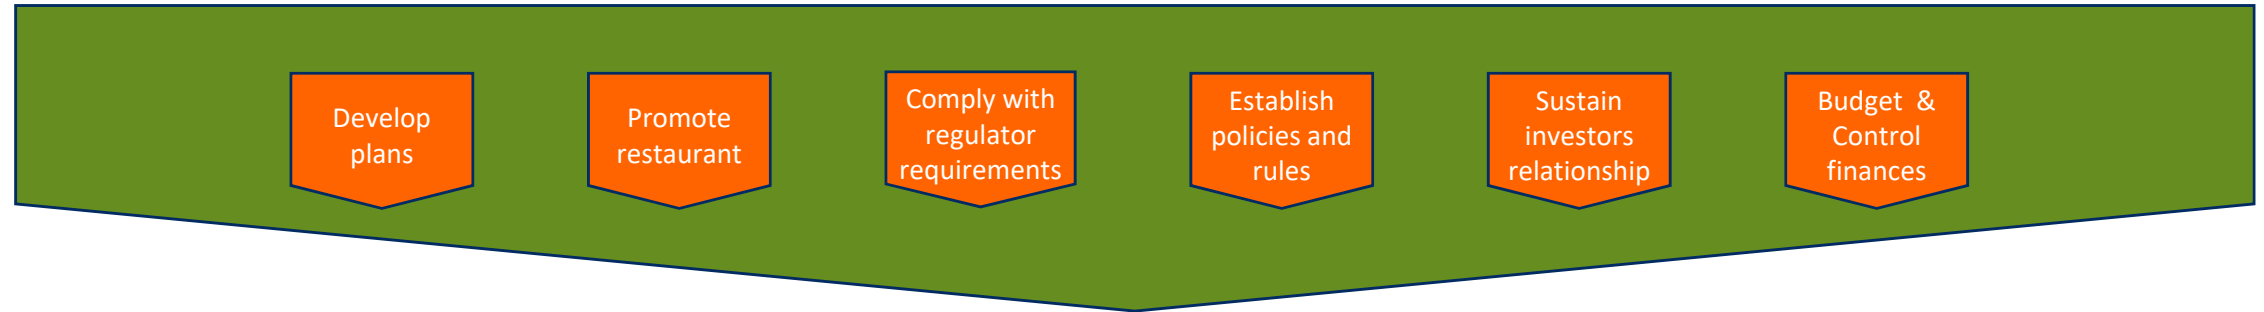 Develop
plans
Promote
restaurant
Comply with
regulator
requirements
Establish
policies and
rules
Sustain
investors
relationship
Budget  &
Control
finances